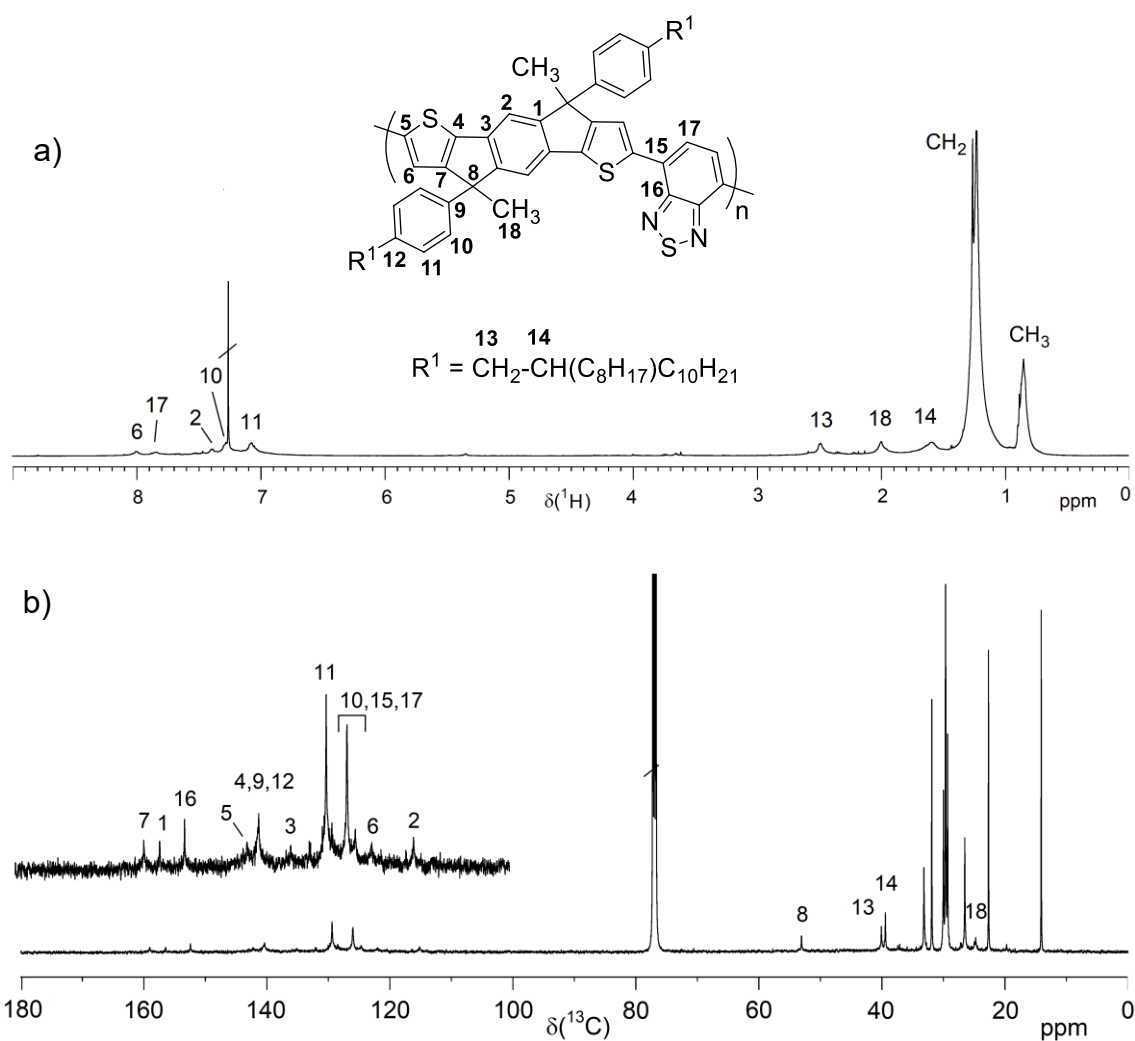 R¹
CH₃
2 1
S 4 3
5
6
7 8
15 17
S
16
9
CH₃
18
10
N N
S
n
R¹ 12 11
a)
13 14
R¹ = CH₂-CH(C₈H₁₇)C₁₀H₂₁
CH₂
CH₃
10
17
6 2 11
13 18 14
8 7 6 5 4 3 2 1 0
δ(¹H) ppm
b)
11
10,15,17
4,9,12
16
5
7 1 3 6 2
14
13
8 18
180 160 140 120 100 80 60 40 20 0
δ(¹³C) ppm